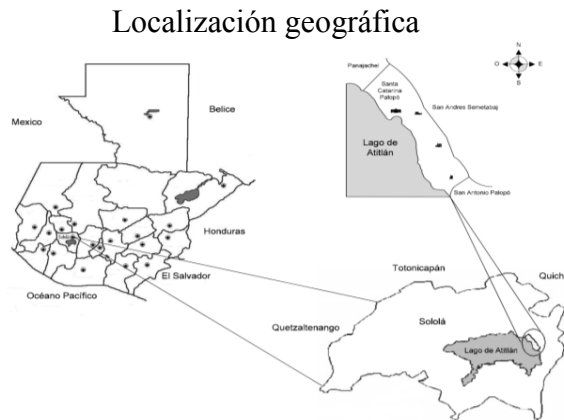 Localización geográfica
N
O
E
S
Panajachel
Santa
Catarina
Palopó
San Andres Semetabaj
Lago de
Atitlán
San Antonio Palopó
Mexico
Belice
Honduras
El Salvador
Océano Pacífico
Totonicapán
Quich
Quetzaltenango
Sololá
Lago de Atitlán